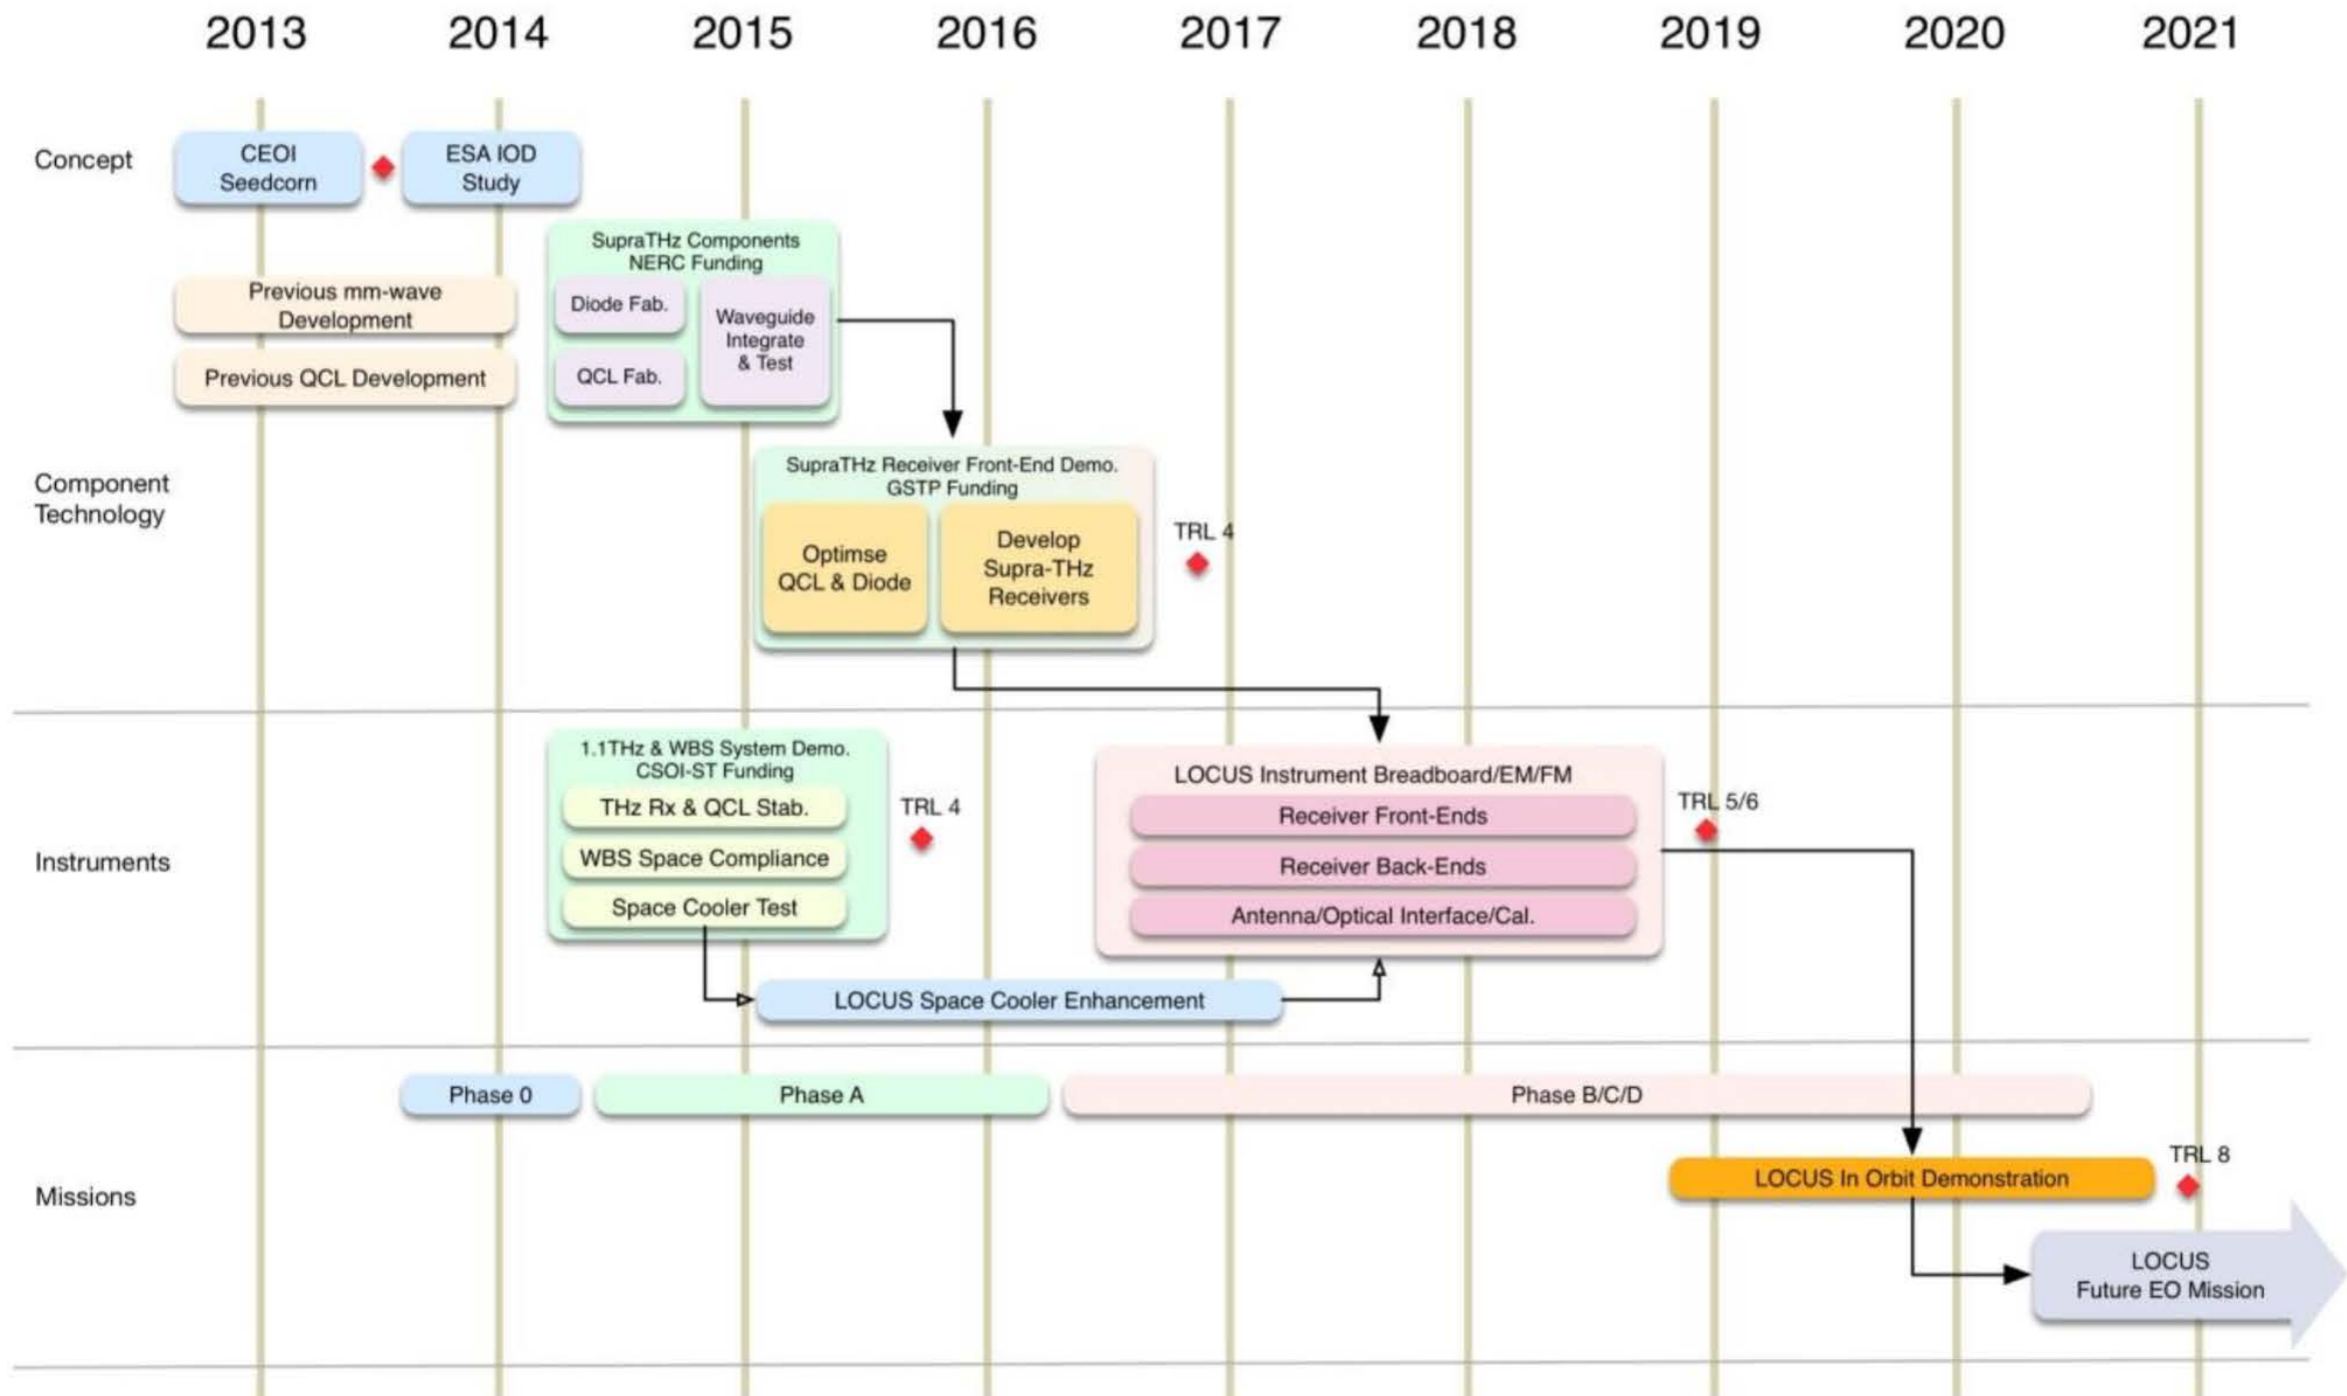 2013 2014 2015 2016 2017 2018 2019 2020 2021
Concept
CEOI
Seedcorn
ESA IOD
Study
SupraTHz Components
NERC Funding
Previous mm-wave
Development
Diode Fab.
Waveguide
Integrate
& Test
Previous QCL Development
QCL Fab.
Component
Technology
SupraTHz Receiver Front-End Demo.
GSTP Funding
Optimse
QCL & Diode
Develop
Supra-THz
Receivers
TRL 4
Instruments
1.1THz & WBS System Demo.
CSOI-ST Funding
THz Rx & QCL Stab.
WBS Space Compliance
Space Cooler Test
TRL 4
LOCUS Instrument Breadboard/EM/FM
Receiver Front-Ends
Receiver Back-Ends
Antenna/Optical Interface/Cal.
TRL 5/6
LOCUS Space Cooler Enhancement
Missions
Phase 0
Phase A
Phase B/C/D
LOCUS In Orbit Demonstration
TRL 8
LOCUS
Future EO Mission